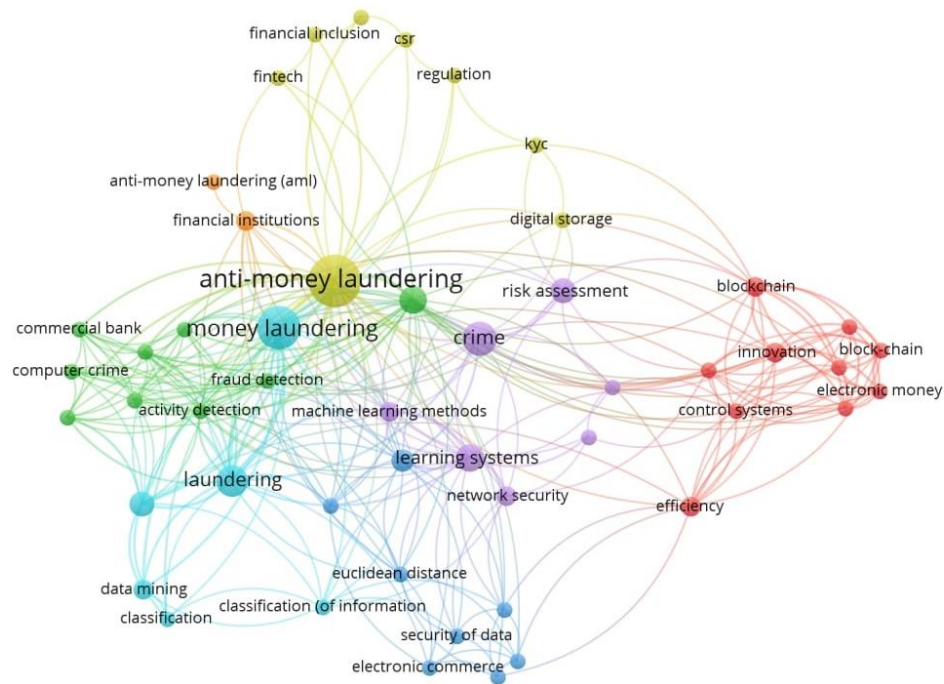 financial inclusion
csr
fintech
regulation
kyc
anti-money laundering (aml)
financial institutions
digital storage
anti-money laundering
risk assessment
blockchain
commercial bank
money laundering
crime
innovation
block-chain
computer crime
fraud detection
electronic money
activity detection
machine learning methods
control systems
laundering
learning systems
network security
efficiency
euclidean distance
data mining
classification (of information
classification
security of data
electronic commerce